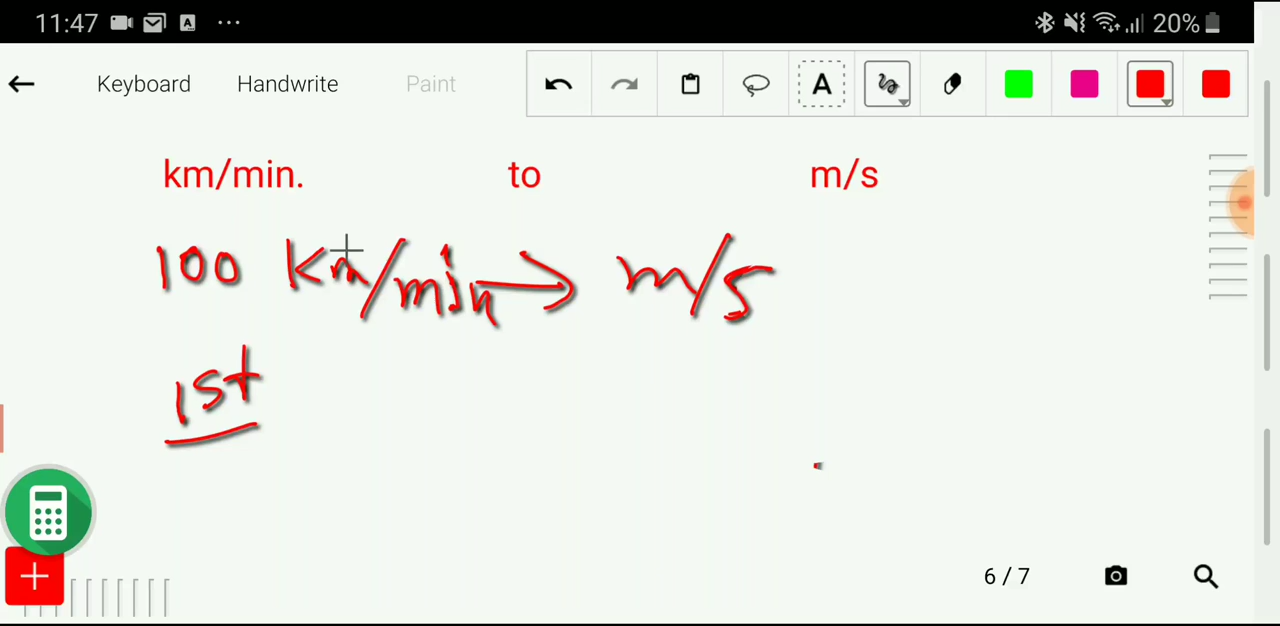 11:47 A ... 20%
Keyboard Handwrite Paint A
km/min. to m/s
100 km/min → m/s
1st
6 / 7